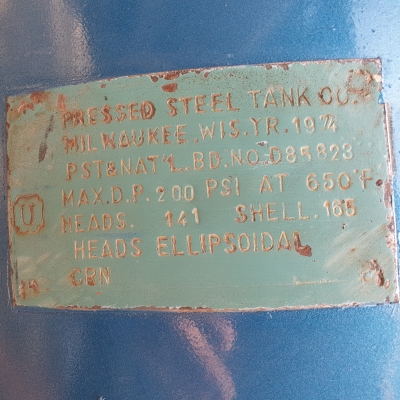 PRESSED STEEL TANK CO.
MILWAUKEE, WIS. YR. 1974
PST&NAT'L. BD. NO. D85823
MAX. D. P. 200 PSI AT 650°F.
U
HEADS. 141 SHELL. 165
HEADS ELLIPSOIDAL
CRN